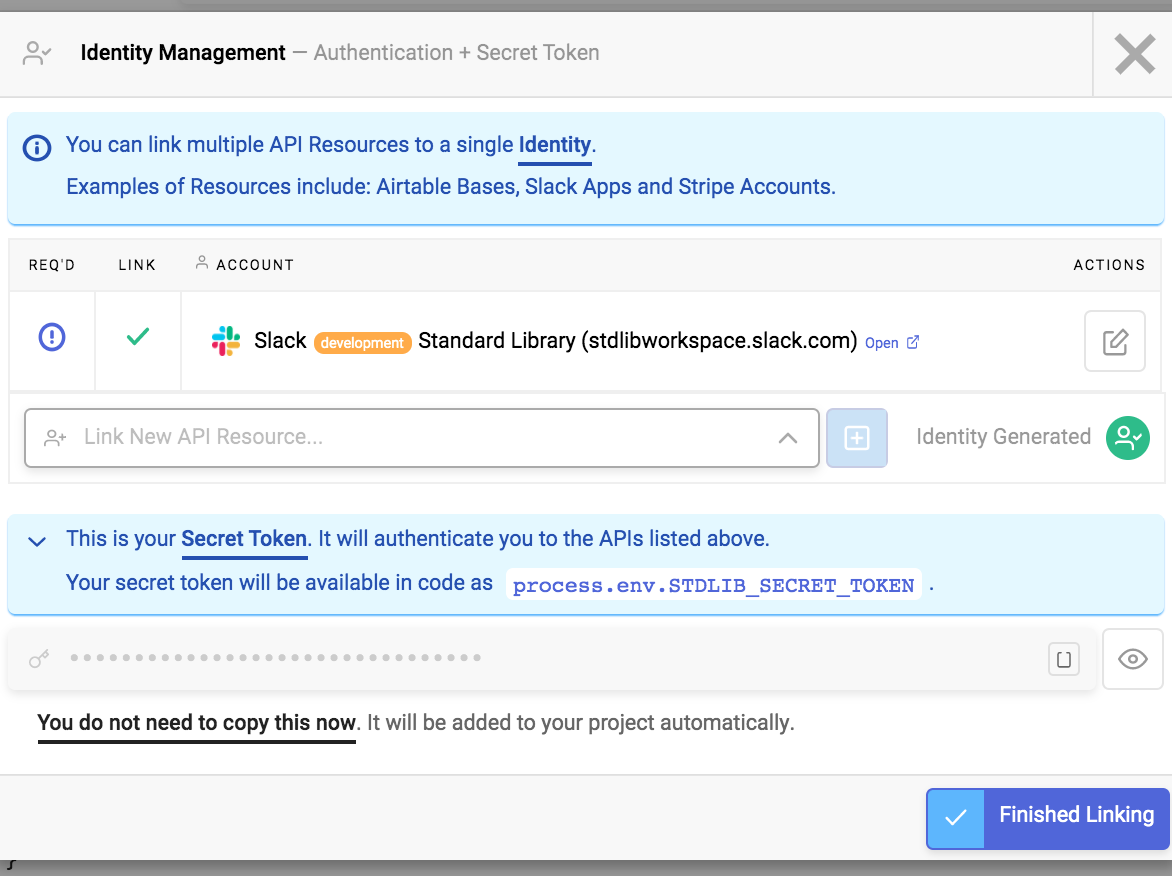 Identity Management — Authentication + Secret Token
You can link multiple API Resources to a single Identity.
Examples of Resources include: Airtable Bases, Slack Apps and Stripe Accounts.
REQ'D LINK ACCOUNT ACTIONS
Slack development Standard Library (stdlibworkspace.slack.com) Open
Link New API Resource... Identity Generated
This is your Secret Token. It will authenticate you to the APIs listed above.
Your secret token will be available in code as process.env.STDLIB_SECRET_TOKEN .
••••••••••••••••••••••••••••••••
You do not need to copy this now. It will be added to your project automatically.
Finished Linking
}